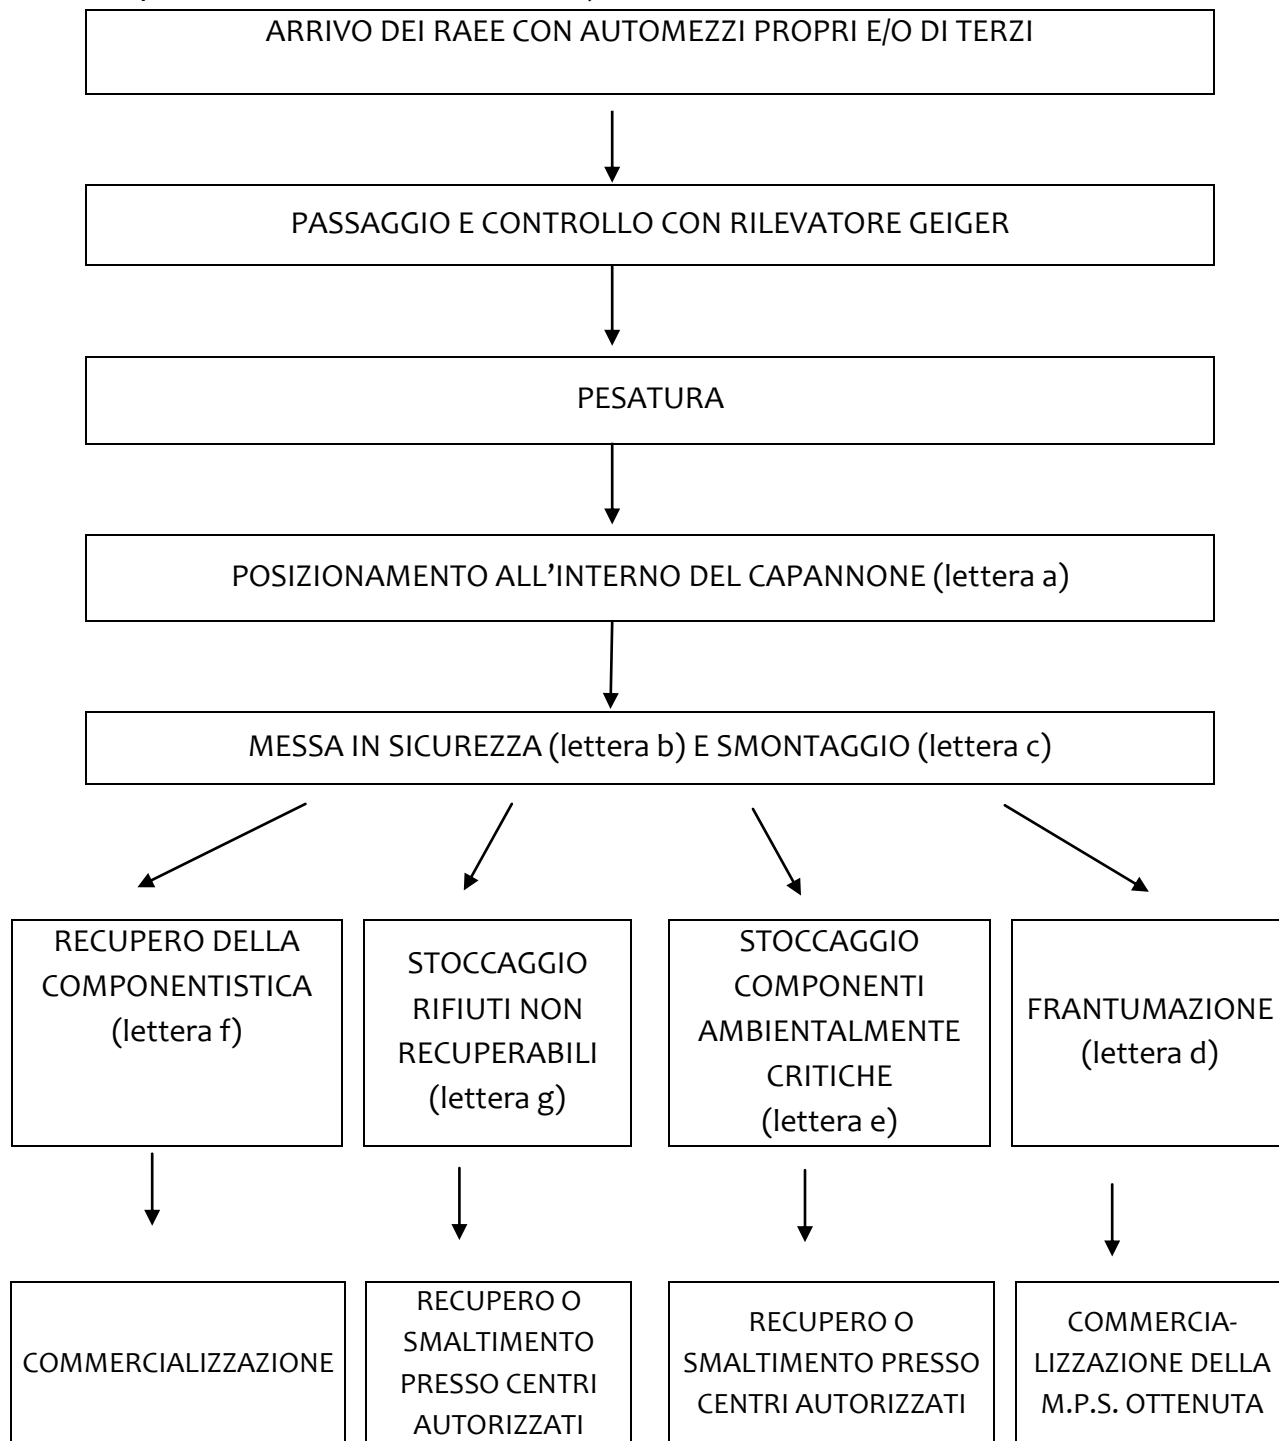 ARRIVO DEI RAEE CON AUTOMEZZI PROPRI E/O DI TERZI
PASSAGGIO E CONTROLLO CON RILEVATORE GEIGER
PESATURA
POSIZIONAMENTO ALL’INTERNO DEL CAPANNONE (lettera a)
MESSA IN SICUREZZA (lettera b) E SMONTAGGIO (lettera c)
RECUPERO DELLA
COMPONENTISTICA
(lettera f)
STOCCAGGIO
RIFIUTI NON
RECUPERABILI
(lettera g)
STOCCAGGIO
COMPONENTI
AMBIENTALMENTE
CRITICHE
(lettera e)
FRANTUMAZIONE
(lettera d)
COMMERCIALIZZAZIONE
RECUPERO O
SMALTIMENTO
PRESSO CENTRI
AUTORIZZATI
RECUPERO O
SMALTIMENTO PRESSO
CENTRI AUTORIZZATI
COMMERCIA-
LIZZAZIONE DELLA
M.P.S. OTTENUTA